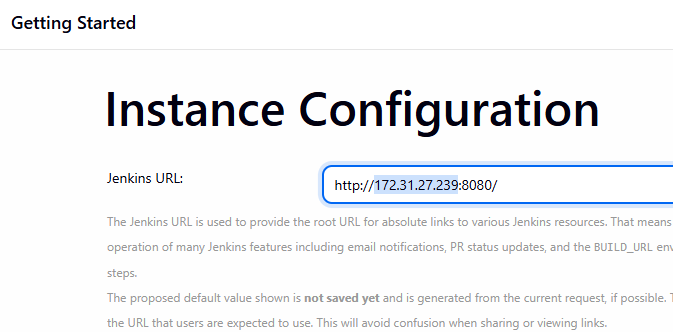 Getting Started
Instance Configuration
Jenkins URL: http://172.31.27.239:8080/
The Jenkins URL is used to provide the root URL for absolute links to various Jenkins resources. That means
operation of many Jenkins features including email notifications, PR status updates, and the BUILD_URL env
steps.
The proposed default value shown is not saved yet and is generated from the current request, if possible. T
the URL that users are expected to use. This will avoid confusion when sharing or viewing links.